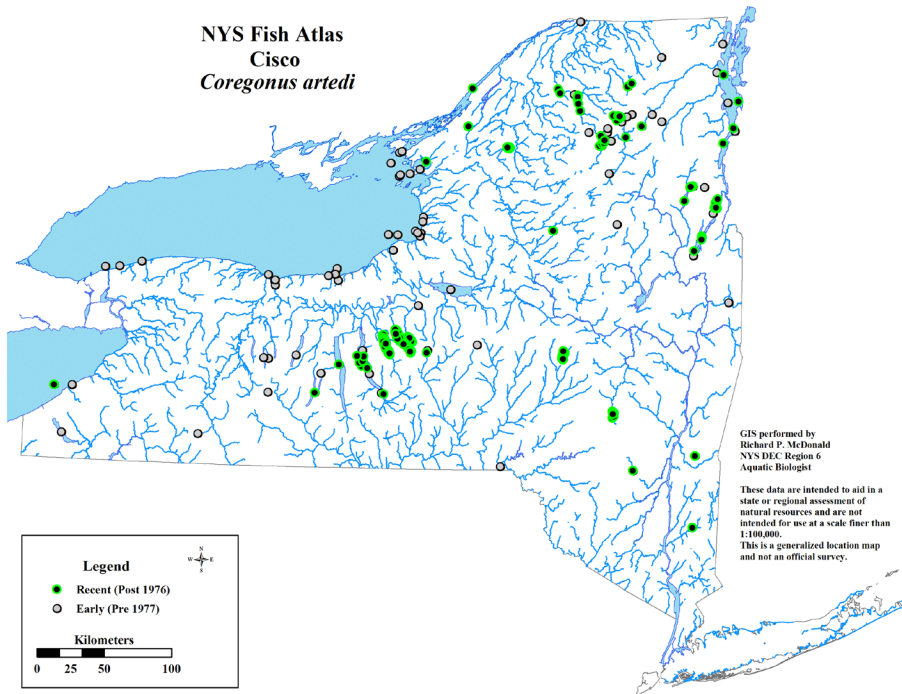 NYS Fish Atlas
Cisco
Coregonus artedi
GIS performed by
Richard P. McDonald
NYS DEC Region 6
Aquatic Biologist
These data are intended to aid in a
state or regional assessment of
natural resources and are not
intended for use at a scale finer than
1:100,000.
This is a generalized location map
and not an official survey.
N
W E
S
Legend
Recent (Post 1976)
Early (Pre 1977)
Kilometers
0 25 50 100